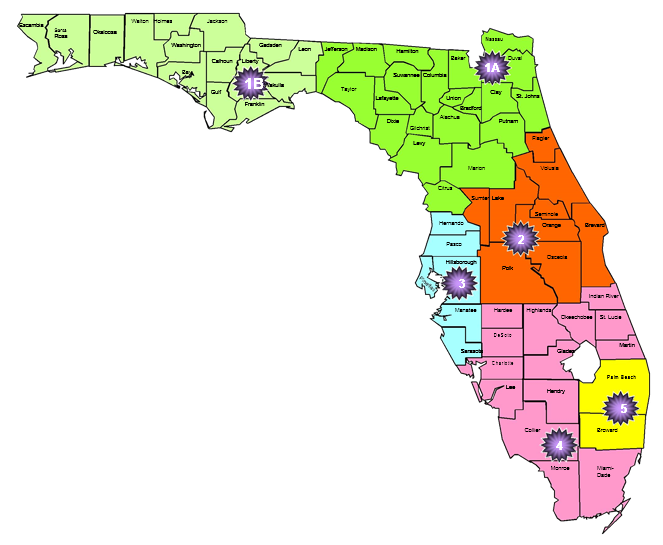 Escambia
Santa
Rosa
Okaloosa
Walton
Holmes
Jackson
Washington
Bay
Calhoun
Gulf
Liberty
Gadsden
Leon
Wakulla
Franklin
1B
Jefferson
Madison
Hamilton
Taylor
Suwannee
Columbia
Lafayette
Dixie
Gilchrist
Levy
Baker
Nassau
Duval
1A
Union
Bradford
Clay
St. Johns
Alachua
Putnam
Marion
Citrus
Flagler
Volusia
Sumter
Lake
Seminole
Orange
Brevard
2
Osceola
Polk
Hernando
Pasco
Hillsborough
Pinellas
3
Manatee
Sarasota
Hardee
Highlands
Okeechobee
Indian River
St. Lucie
DeSoto
Martin
Charlotte
Glades
Lee
Hendry
Palm Beach
5
Broward
Collier
4
Monroe
Miami-
Dade